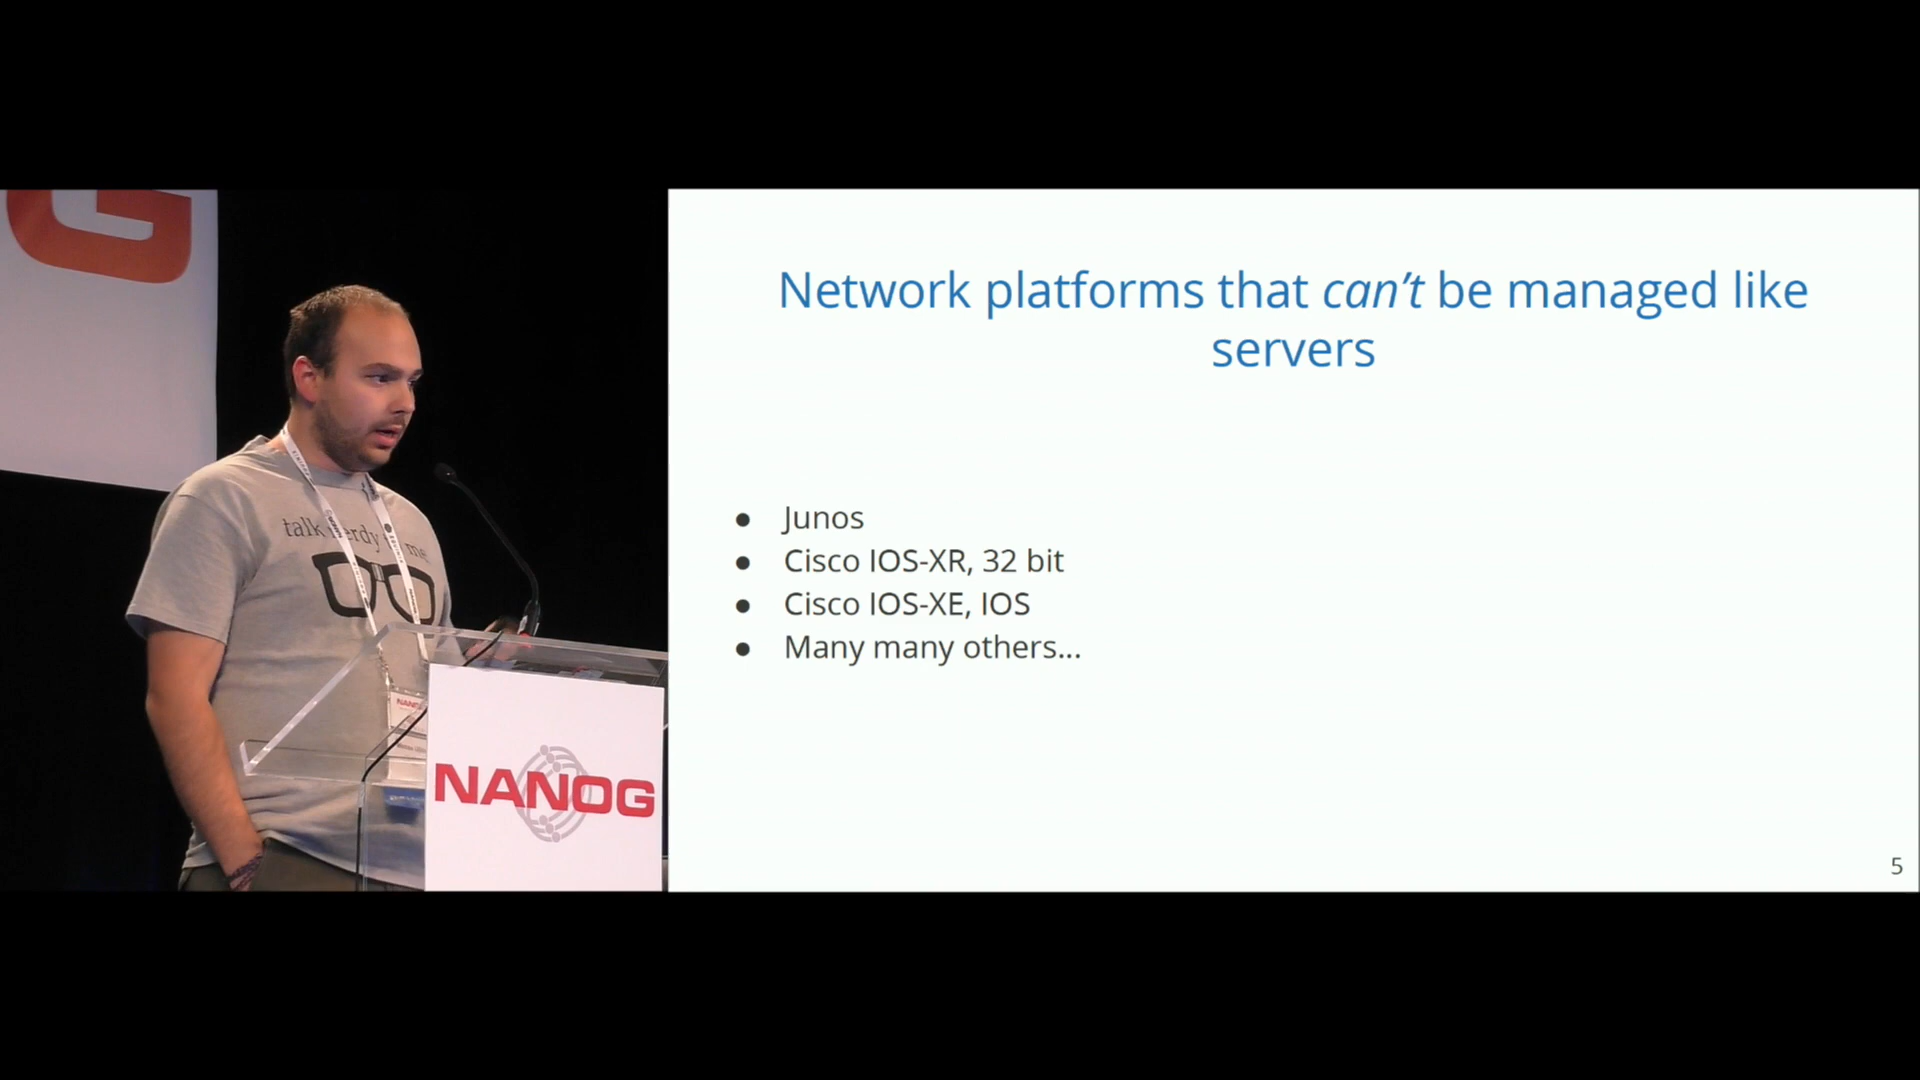 G
talk nerdy to me
NANOG
NANOG
Network platforms that can’t be managed like
servers
● Junos
● Cisco IOS-XR, 32 bit
● Cisco IOS-XE, IOS
● Many many others...
5